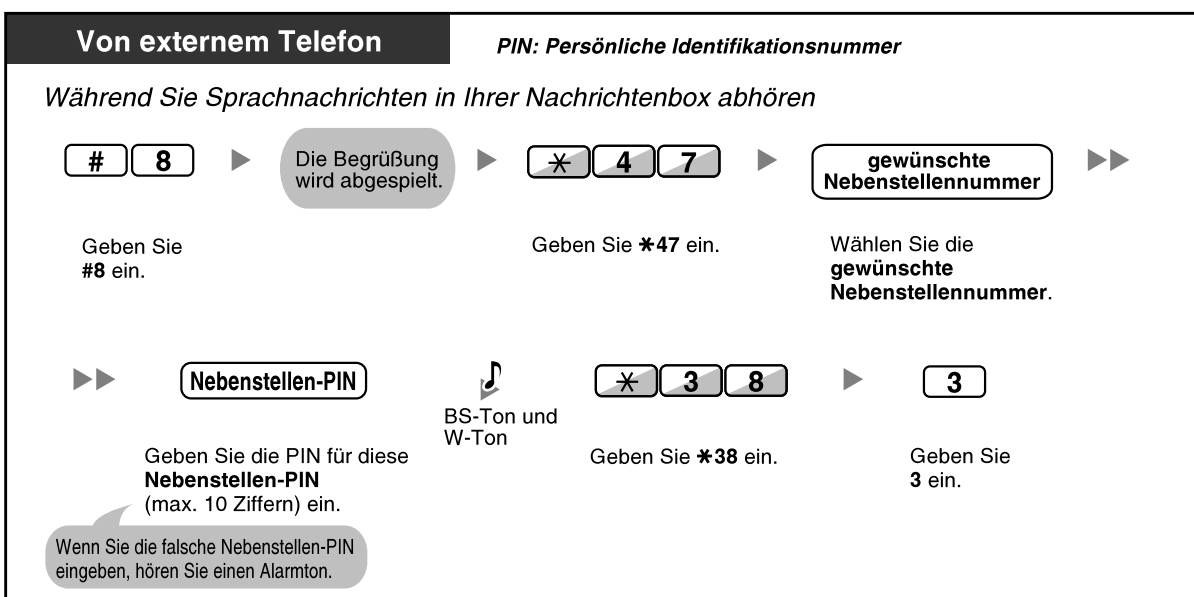 Von externem Telefon
PIN: Persönliche Identifikationsnummer
Während Sie Sprachnachrichten in Ihrer Nachrichtenbox abhören
# 8
Die Begrüßung
wird abgespielt.
* 4 7
gewünschte
Nebenstellennummer
Geben Sie
#8 ein.
Geben Sie *47 ein.
Wählen Sie die
gewünschte
Nebenstellennummer.
Nebenstellen-PIN
BS-Ton und
W-Ton
* 3 8
3
Geben Sie die PIN für diese
Nebenstellen-PIN
(max. 10 Ziffern) ein.
Geben Sie *38 ein.
Geben Sie
3 ein.
Wenn Sie die falsche Nebenstellen-PIN
eingeben, hören Sie einen Alarmton.